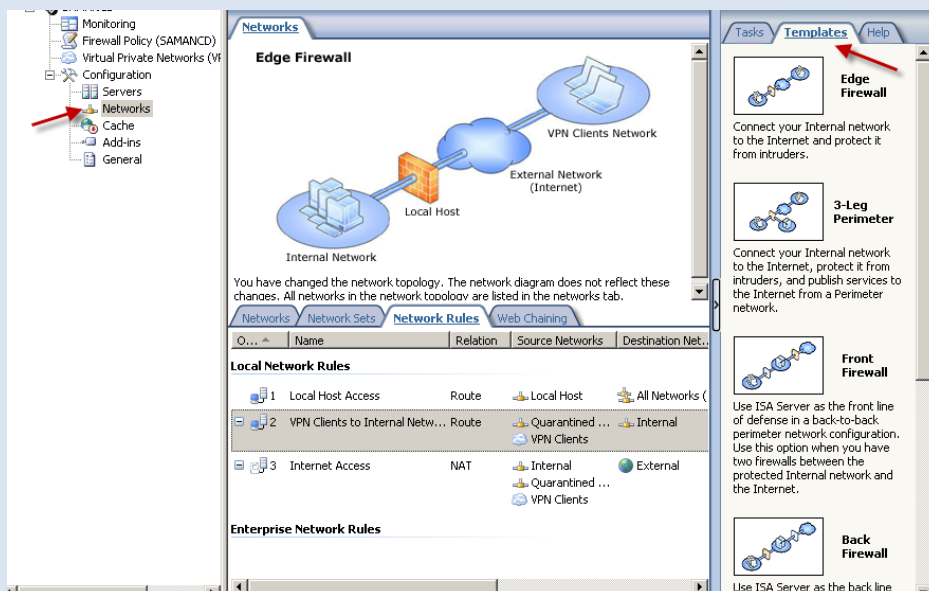 Monitoring
Firewall Policy (SAMANCD)
Virtual Private Networks (VF
Configuration
Servers
Networks
Cache
Add-ins
General
Networks
Edge Firewall
VPN Clients Network
External Network
(Internet)
Local Host
Internal Network
You have changed the network topology. The network diagram does not reflect these
changes. All networks in the network topology are listed in the networks tab.
Networks
Network Sets
Network Rules
Web Chaining
O...
Name
Relation
Source Networks
Destination Net..
Local Network Rules
1 Local Host Access Route Local Host All Networks (
2 VPN Clients to Internal Netw... Route Quarantined ... Internal
VPN Clients
3 Internet Access NAT Internal External
Quarantined ...
VPN Clients
Enterprise Network Rules
Tasks
Templates
Help
Edge
Firewall
Connect your Internal network
to the Internet and protect it
from intruders.
3-Leg
Perimeter
Connect your Internal network
to the Internet, protect it from
intruders, and publish services to
the Internet from a Perimeter
network.
Front
Firewall
Use ISA Server as the front line
of defense in a back-to-back
perimeter network configuration.
Use this option when you have
two firewalls between the
protected Internal network and
the Internet.
Back
Firewall
Use ISA Server as the back line